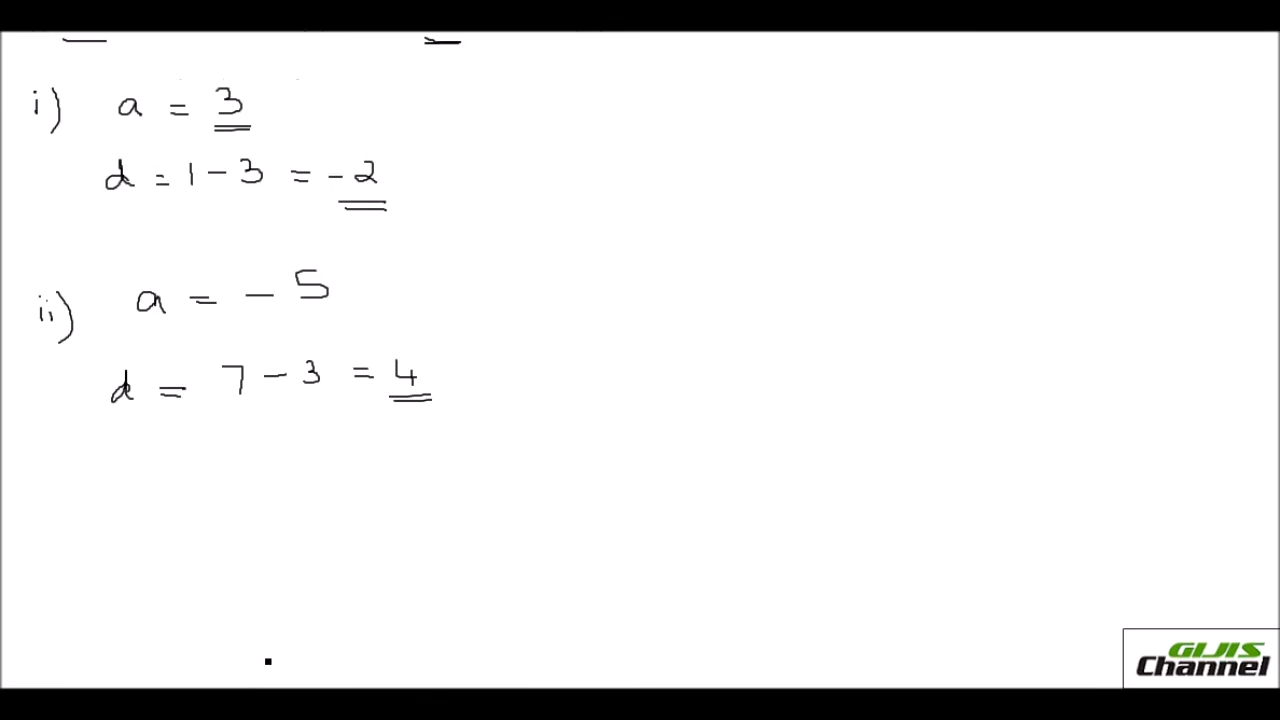 i) a = 3
d = 1 - 3 = - 2
ii) a = - 5
d = 7 - 3 = 4
GIJIS
Channel